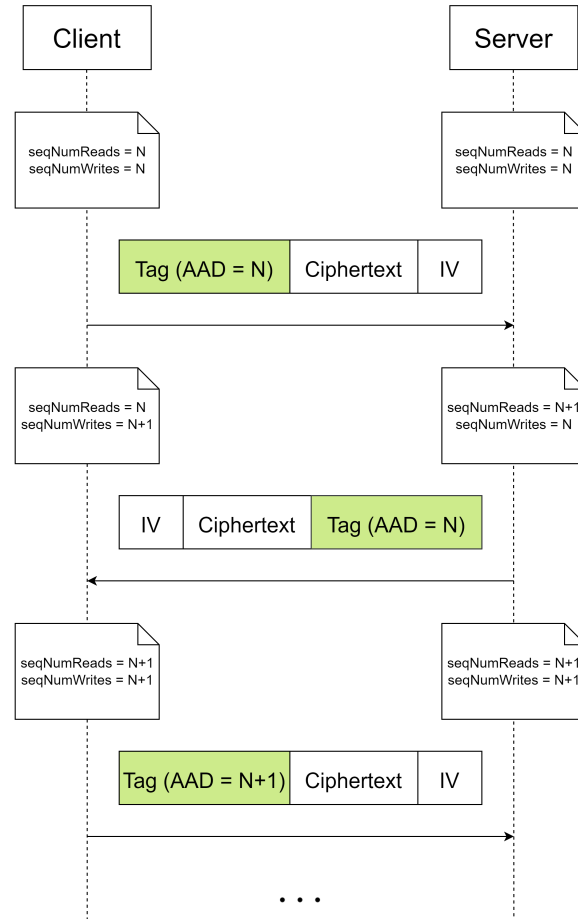 Client
Server
seqNumReads = N
seqNumWrites = N
seqNumReads = N
seqNumWrites = N
Tag (AAD = N) Ciphertext IV
seqNumReads = N
seqNumWrites = N+1
seqNumReads = N+1
seqNumWrites = N
IV Ciphertext Tag (AAD = N)
seqNumReads = N+1
seqNumWrites = N+1
seqNumReads = N+1
seqNumWrites = N+1
Tag (AAD = N+1) Ciphertext IV
...